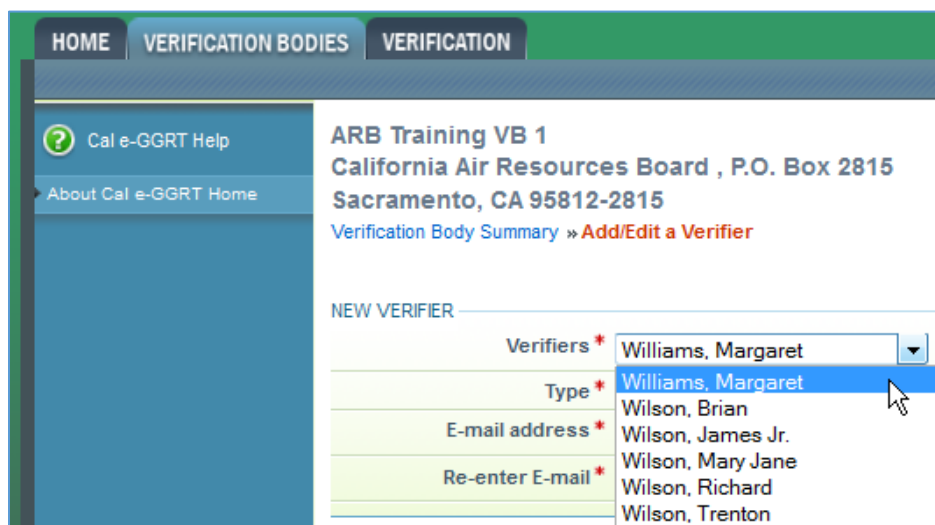 HOME VERIFICATION BODIES VERIFICATION
Cal e-GGRT Help
About Cal e-GGRT Home
ARB Training VB 1
California Air Resources Board , P.O. Box 2815
Sacramento, CA 95812-2815
Verification Body Summary » Add/Edit a Verifier
NEW VERIFIER
Verifiers * Williams, Margaret
Type *
E-mail address *
Re-enter E-mail *
Williams, Margaret
Wilson, Brian
Wilson, James Jr.
Wilson, Mary Jane
Wilson, Richard
Wilson, Trenton